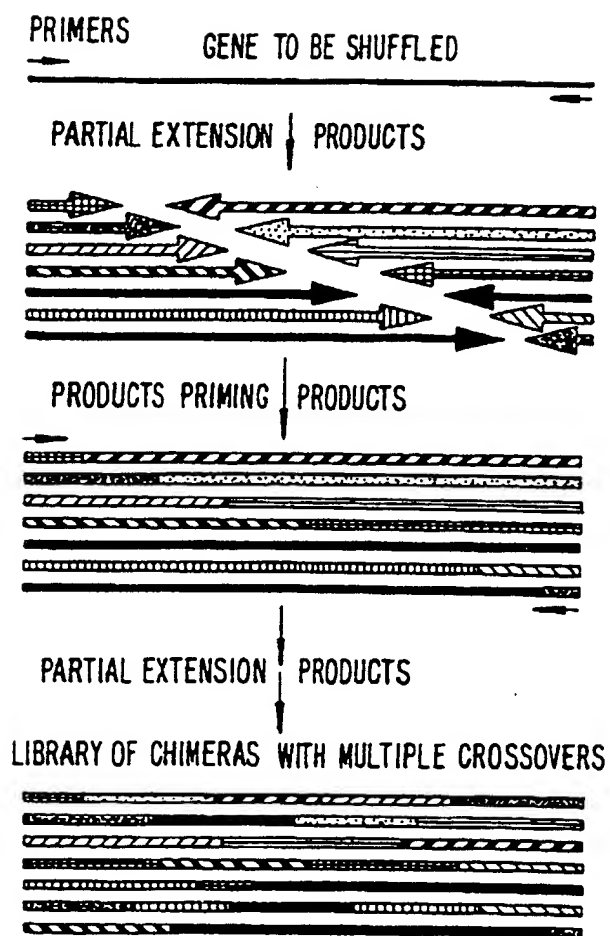 PRIMERS
GENE TO BE SHUFFLED
PARTIAL EXTENSION PRODUCTS
PRODUCTS PRIMING PRODUCTS
PARTIAL EXTENSION PRODUCTS
LIBRARY OF CHIMERAS WITH MULTIPLE CROSSOVERS